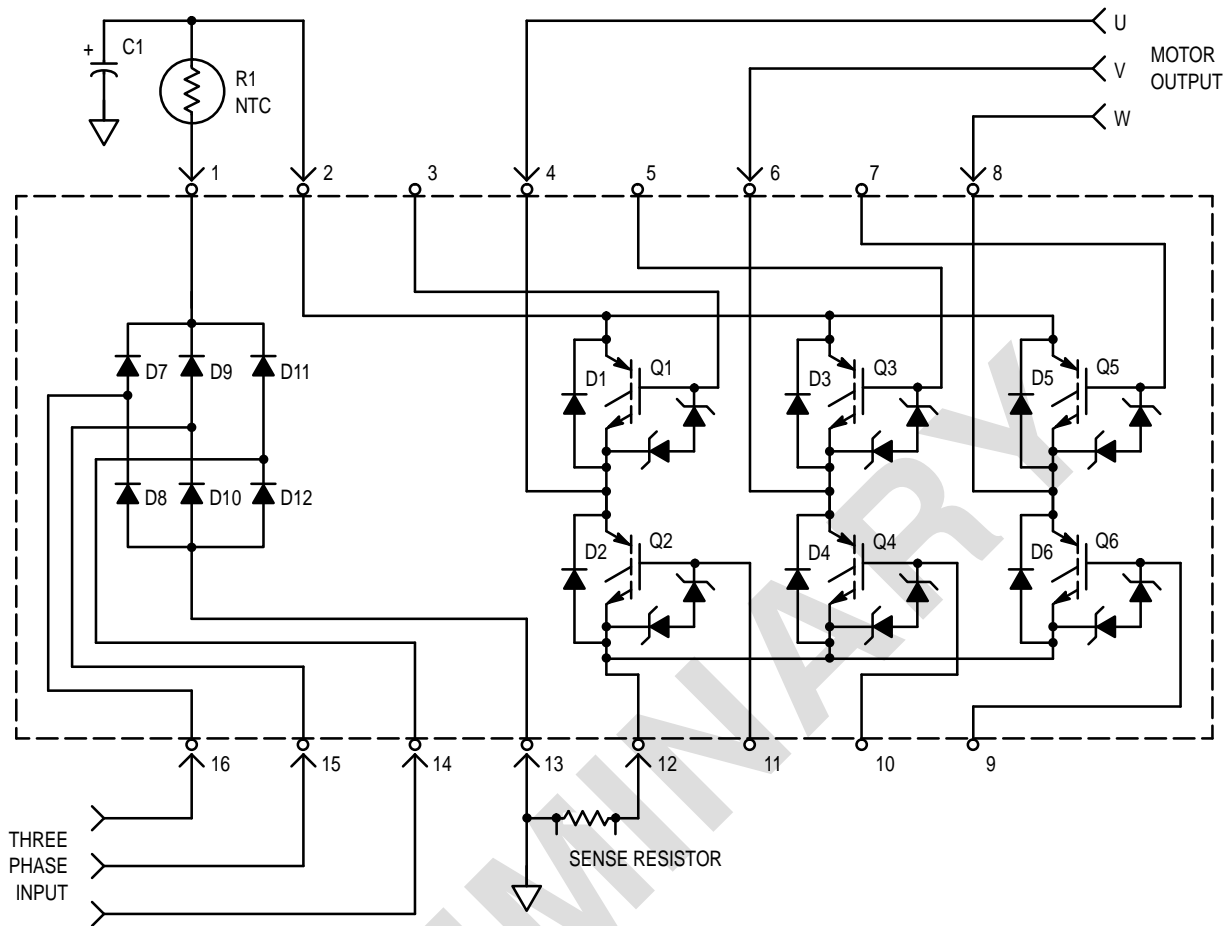 U
+ C1
R1
NTC
V
MOTOR
OUTPUT
W
1
2
3
4
5
6
7
8
D7
D9
D11
D1
Q1
D3
Q3
D5
Q5
D8
D10
D12
D2
Q2
D4
Q4
D6
Q6
16
15
14
13
12
11
10
9
THREE
PHASE
INPUT
SENSE RESISTOR
MINARY